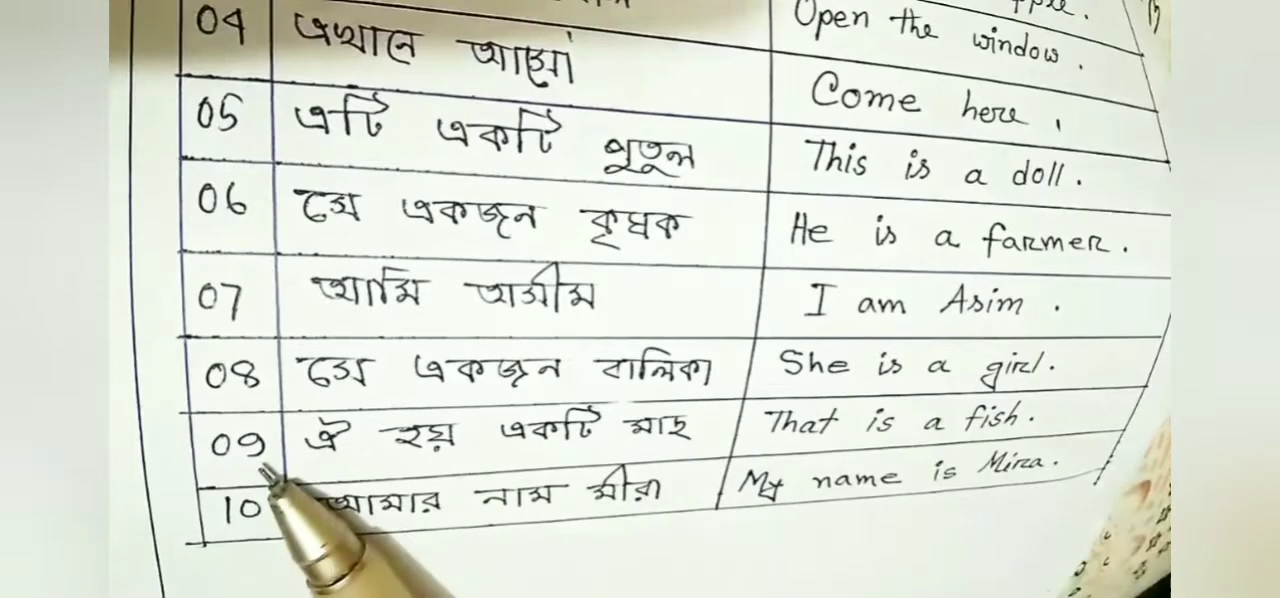 Open the window.
04 এখানে আসো Come here.
05 এটি একটি পুতুল This is a doll.
06 সে একজন কৃষক He is a farmer.
07 আমি অসীম I am Asim.
08 সে একজন বালিকা She is a girl.
09 ঐ হয় একটি মাছ That is a fish.
10 আমার নাম মীরা My name is Mira.